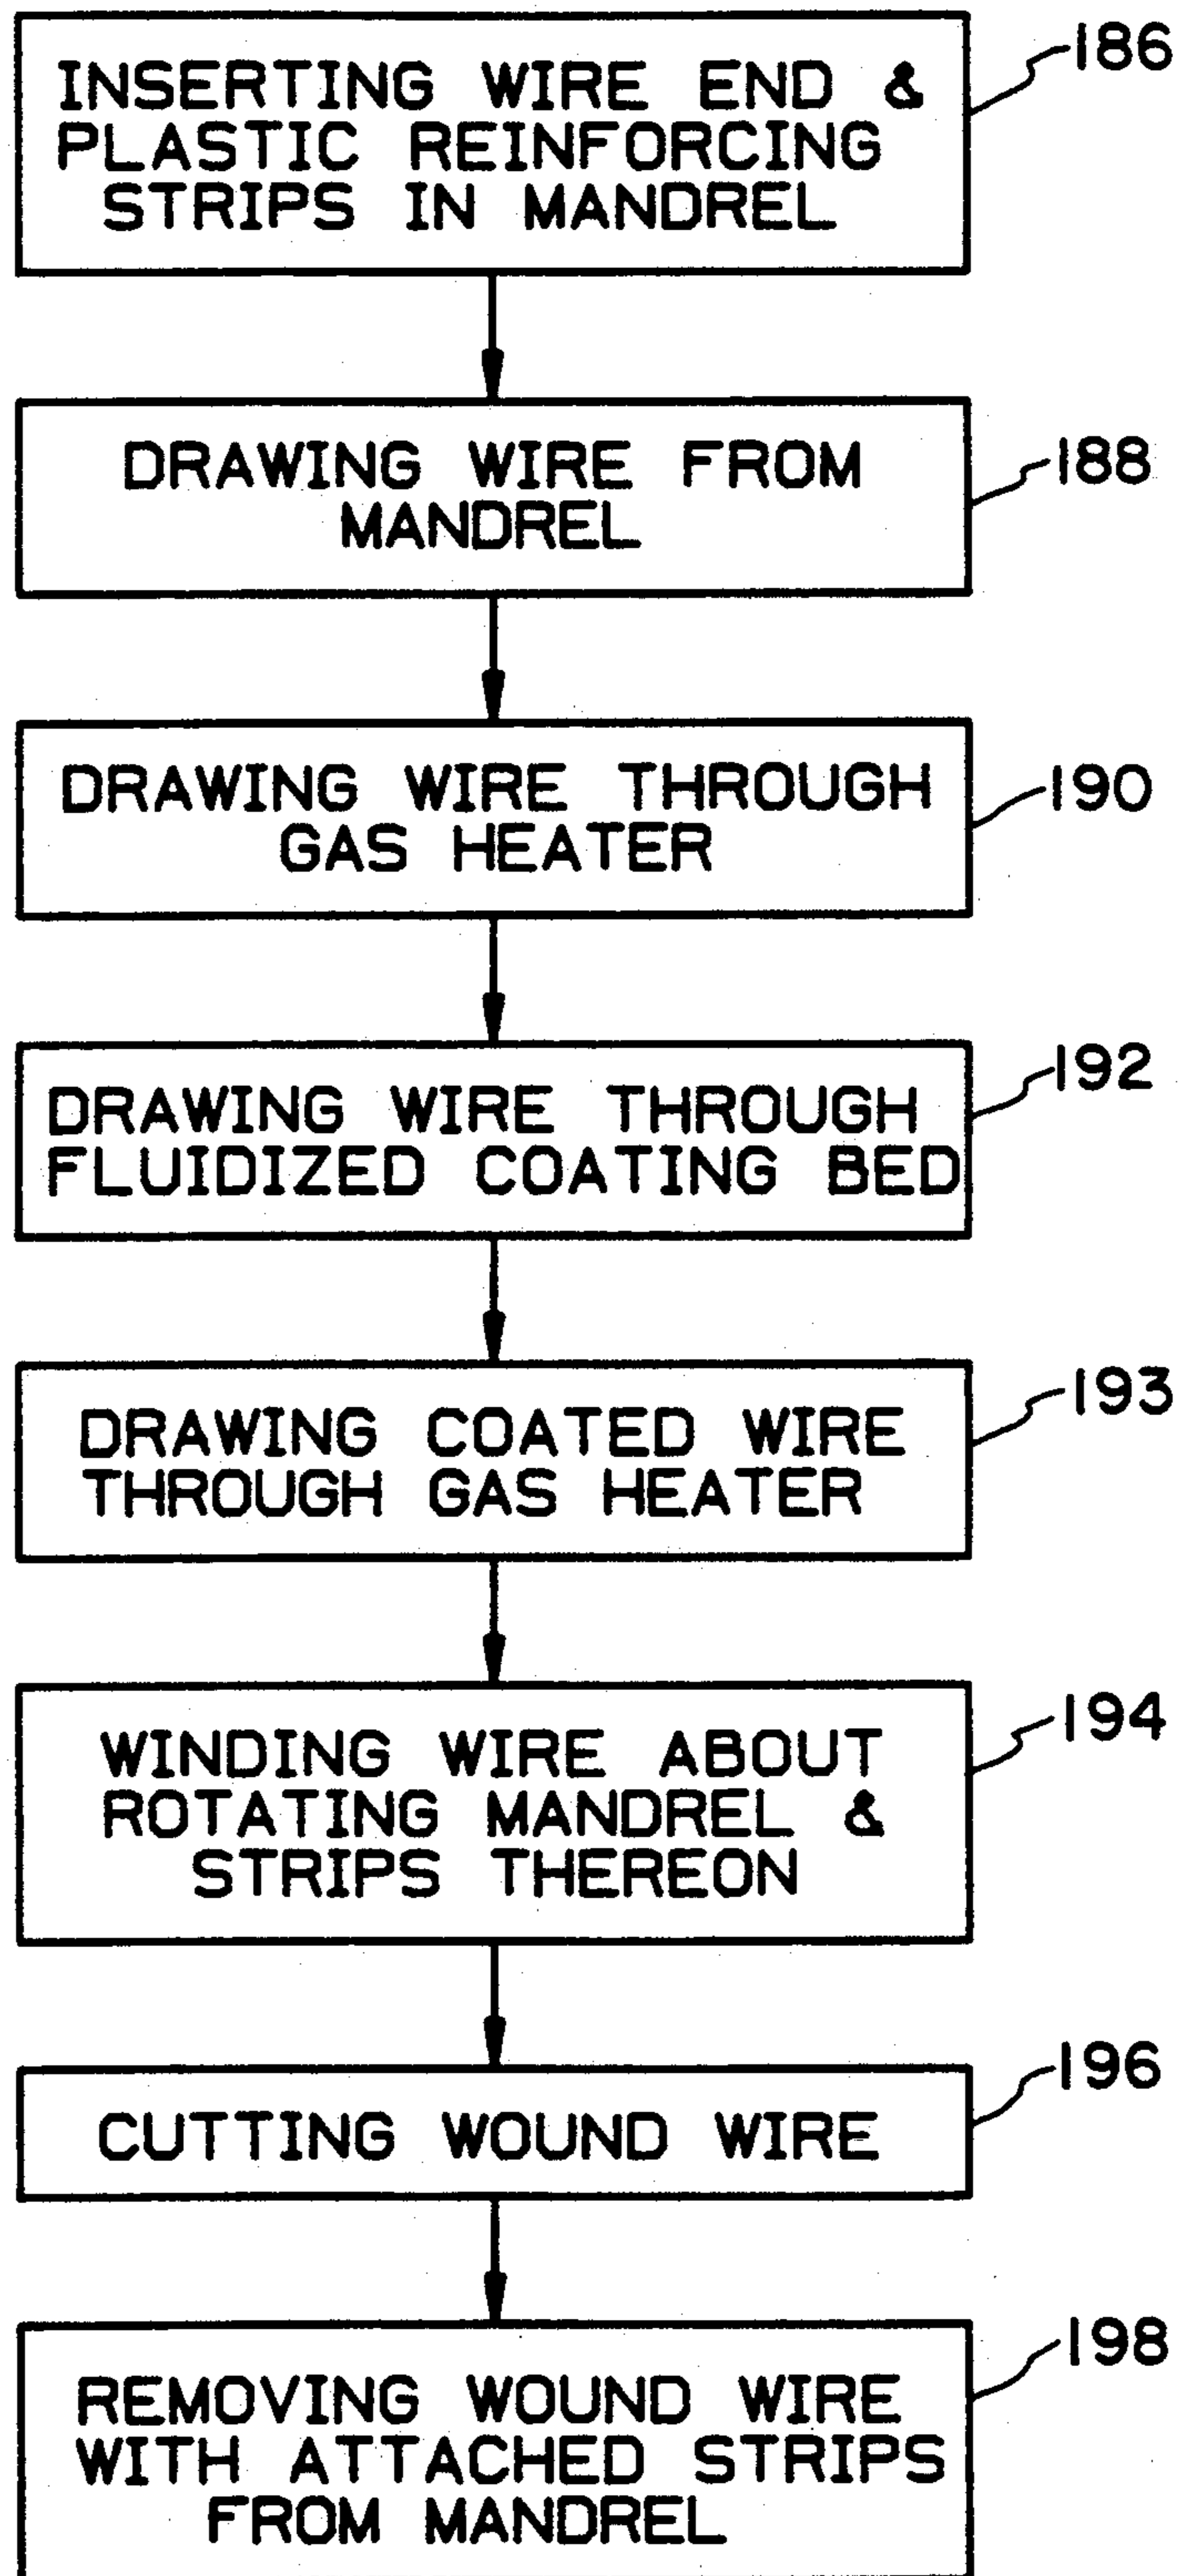 186
INSERTING WIRE END &
PLASTIC REINFORCING
STRIPS IN MANDREL
188
DRAWING WIRE FROM
MANDREL
190
DRAWING WIRE THROUGH
GAS HEATER
192
DRAWING WIRE THROUGH
FLUIDIZED COATING BED
193
DRAWING COATED WIRE
THROUGH GAS HEATER
194
WINDING WIRE ABOUT
ROTATING MANDREL &
STRIPS THEREON
196
CUTTING WOUND WIRE
198
REMOVING WOUND WIRE
WITH ATTACHED STRIPS
FROM MANDREL